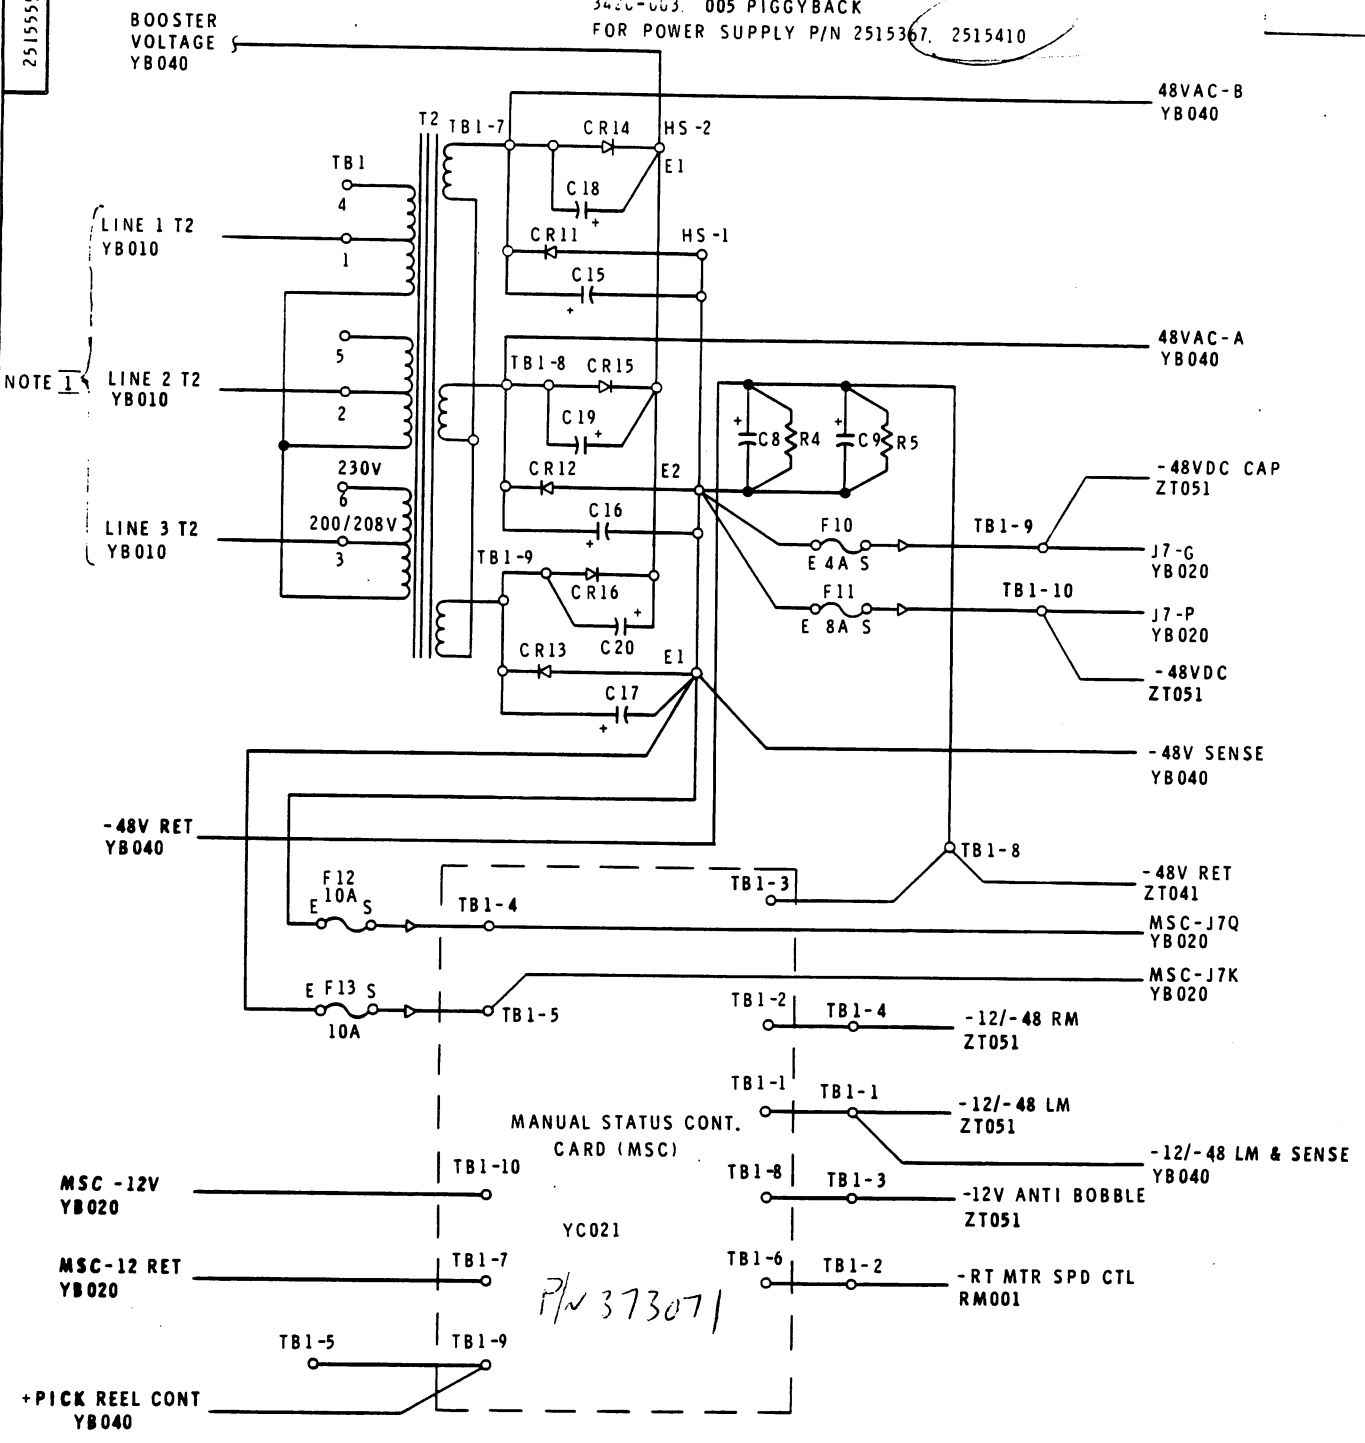 2515555
3420-003. 005 PIGGYBACK
FOR POWER SUPPLY P/N 2515367, 2515410
BOOSTER
VOLTAGE
YB040
48VAC-B
YB040
T2
TB1-7
CR14
HS-2
E1
TB1
4
C18
LINE 1 T2
YB010
1
CR11
HS-1
C15
+
+
48VAC-A
YB040
5
TB1-8
CR15
NOTE 1
LINE 2 T2
YB010
2
C19
+
+
C8
R4
+
C9
R5
230V
6
CR12
E2
-48VDC CAP
ZT051
200/208V
LINE 3 T2
YB010
3
C16
+
F10
E 4A S
TB1-9
J7-G
YB020
TB1-9
CR16
+
C20
F11
E 8A S
TB1-10
J7-P
YB020
CR13
E1
-48VDC
ZT051
C17
+
-48V SENSE
YB040
-48V RET
YB040
TB1-8
F12
10A
E S
TB1-4
TB1-3
-48V RET
ZT041
MSC-J7Q
YB020
E F13 S
10A
TB1-5
MSC-J7K
YB020
TB1-2
TB1-4
-12/-48 RM
ZT051
TB1-1
TB1-1
-12/-48 LM
ZT051
MANUAL STATUS CONT.
CARD (MSC)
-12/-48 LM & SENSE
YB040
MSC -12V
YB020
TB1-10
TB1-8
TB1-3
-12V ANTI BOBBLE
ZT051
YC021
MSC-12 RET
YB020
TB1-7
TB1-6
TB1-2
-RT MTR SPD CTL
RM001
P/N 373071
TB1-5
TB1-9
+PICK REEL CONT
YB040